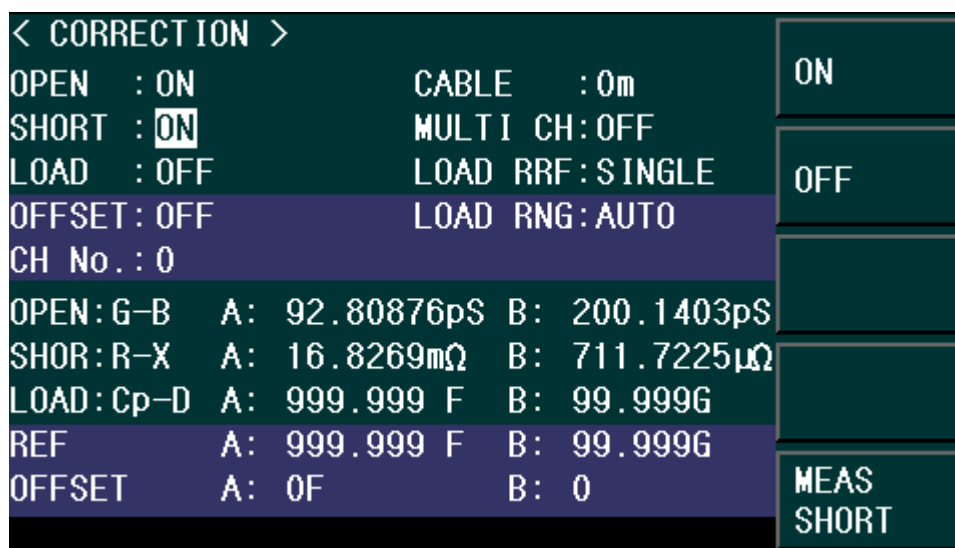 < CORRECTION >
OPEN : ON CABLE : 0m
SHORT : ON MULTI CH:OFF
LOAD : OFF LOAD RRF:SINGLE
OFFSET:OFF LOAD RNG:AUTO
CH No.:0
OPEN:G-B A: 92.80876pS B: 200.1403pS
SHOR:R-X A: 16.8269mΩ B: 711.7225μΩ
LOAD:Cp-D A: 999.999 F B: 99.999G
REF A: 999.999 F B: 99.999G
OFFSET A: 0F B: 0
ON
OFF
MEAS
SHORT